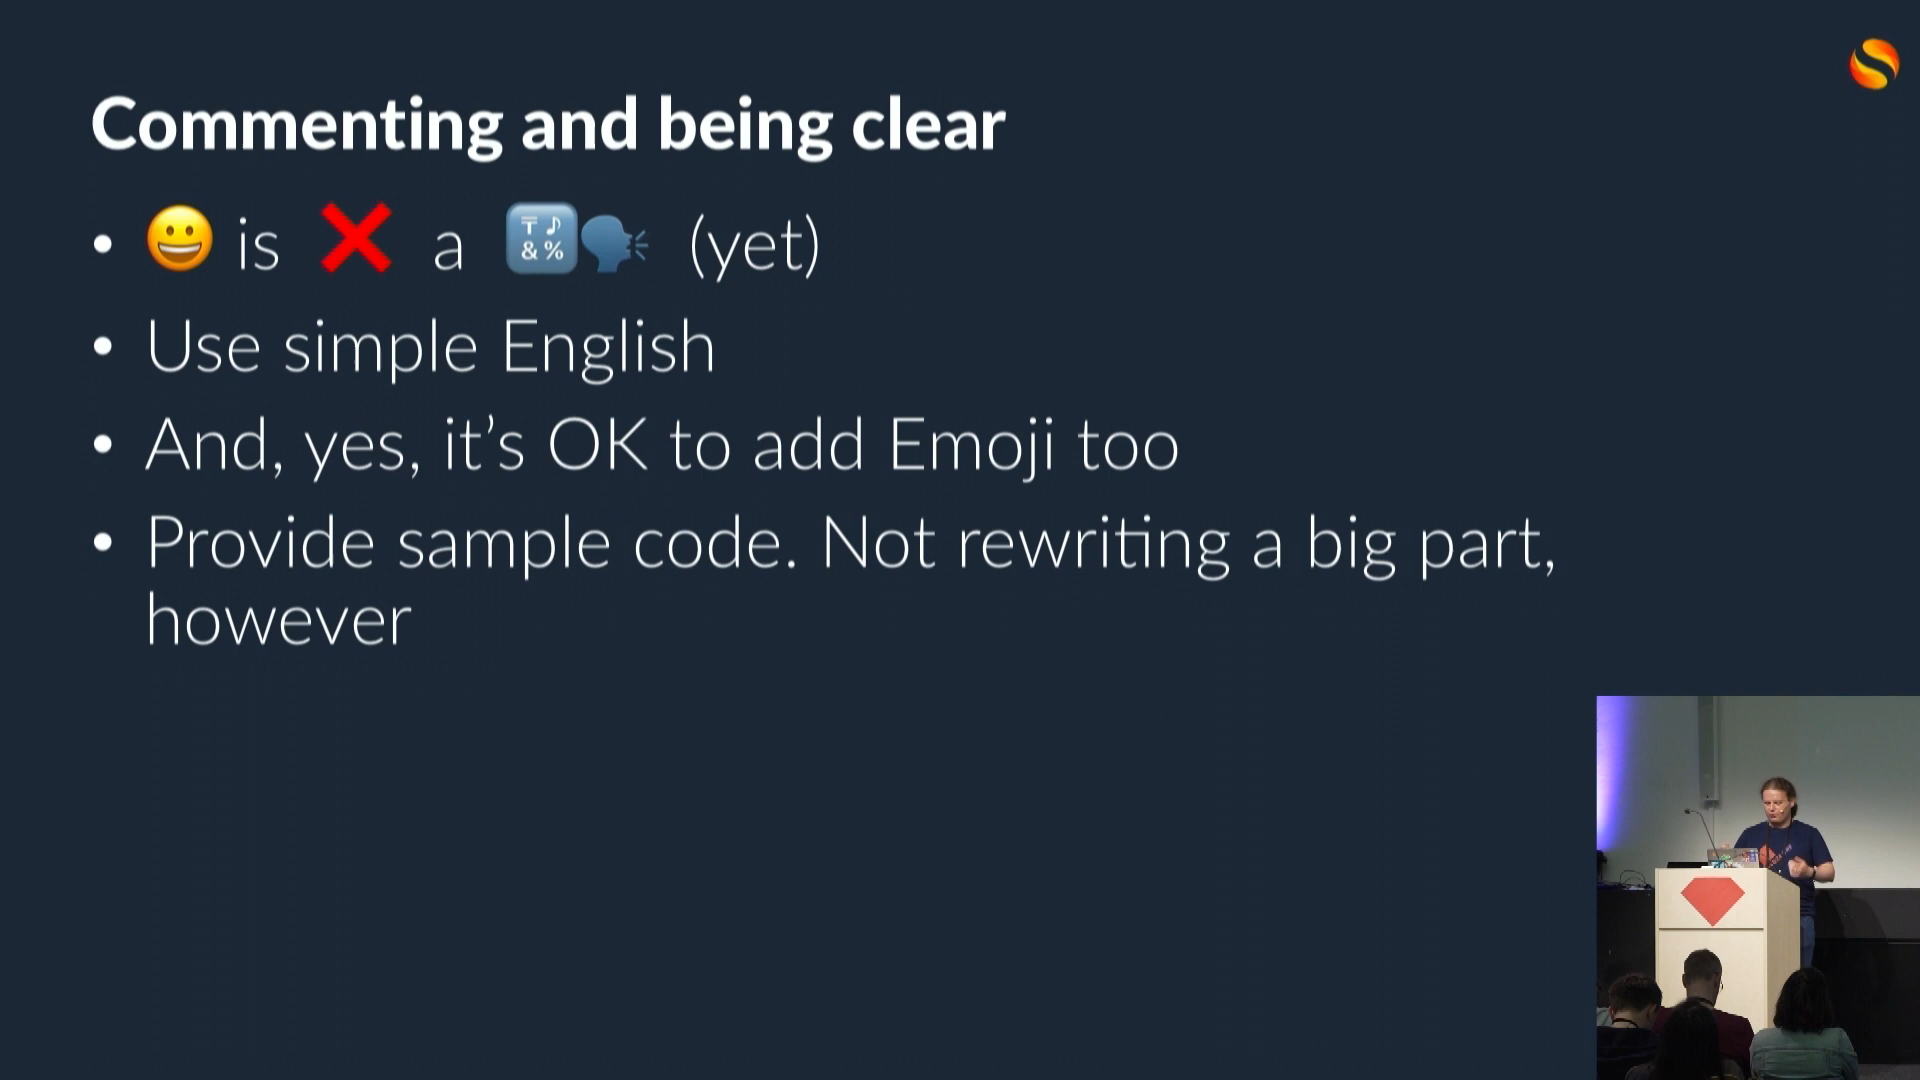 Commenting and being clear
• 😀 is ❌ a 🔣🗣 (yet)
• Use simple English
• And, yes, it’s OK to add Emoji too
• Provide sample code. Not rewriting a big part,
however